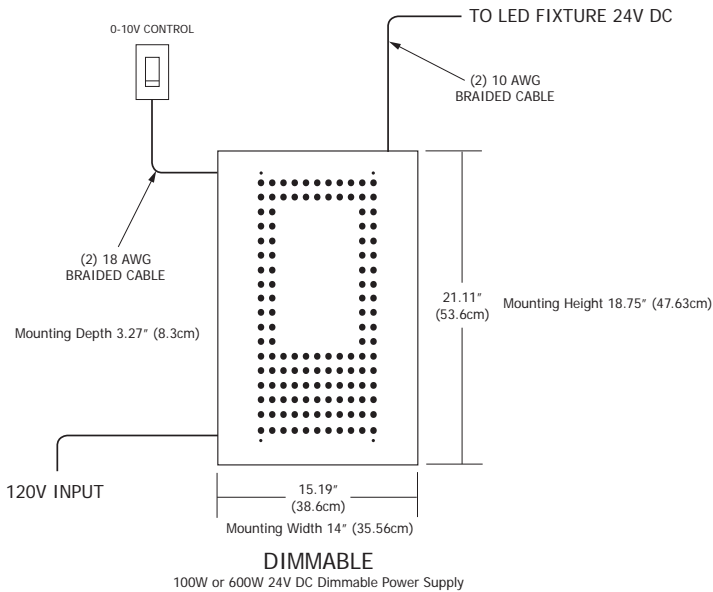 TO LED FIXTURE 24V DC
0-10V CONTROL
(2) 10 AWG
BRAIDED CABLE
(2) 18 AWG
BRAIDED CABLE
21.11"
(53.6cm)
Mounting Height 18.75" (47.63cm)
Mounting Depth 3.27" (8.3cm)
120V INPUT
15.19"
(38.6cm)
Mounting Width 14" (35.56cm)
DIMMABLE
100W or 600W 24V DC Dimmable Power Supply